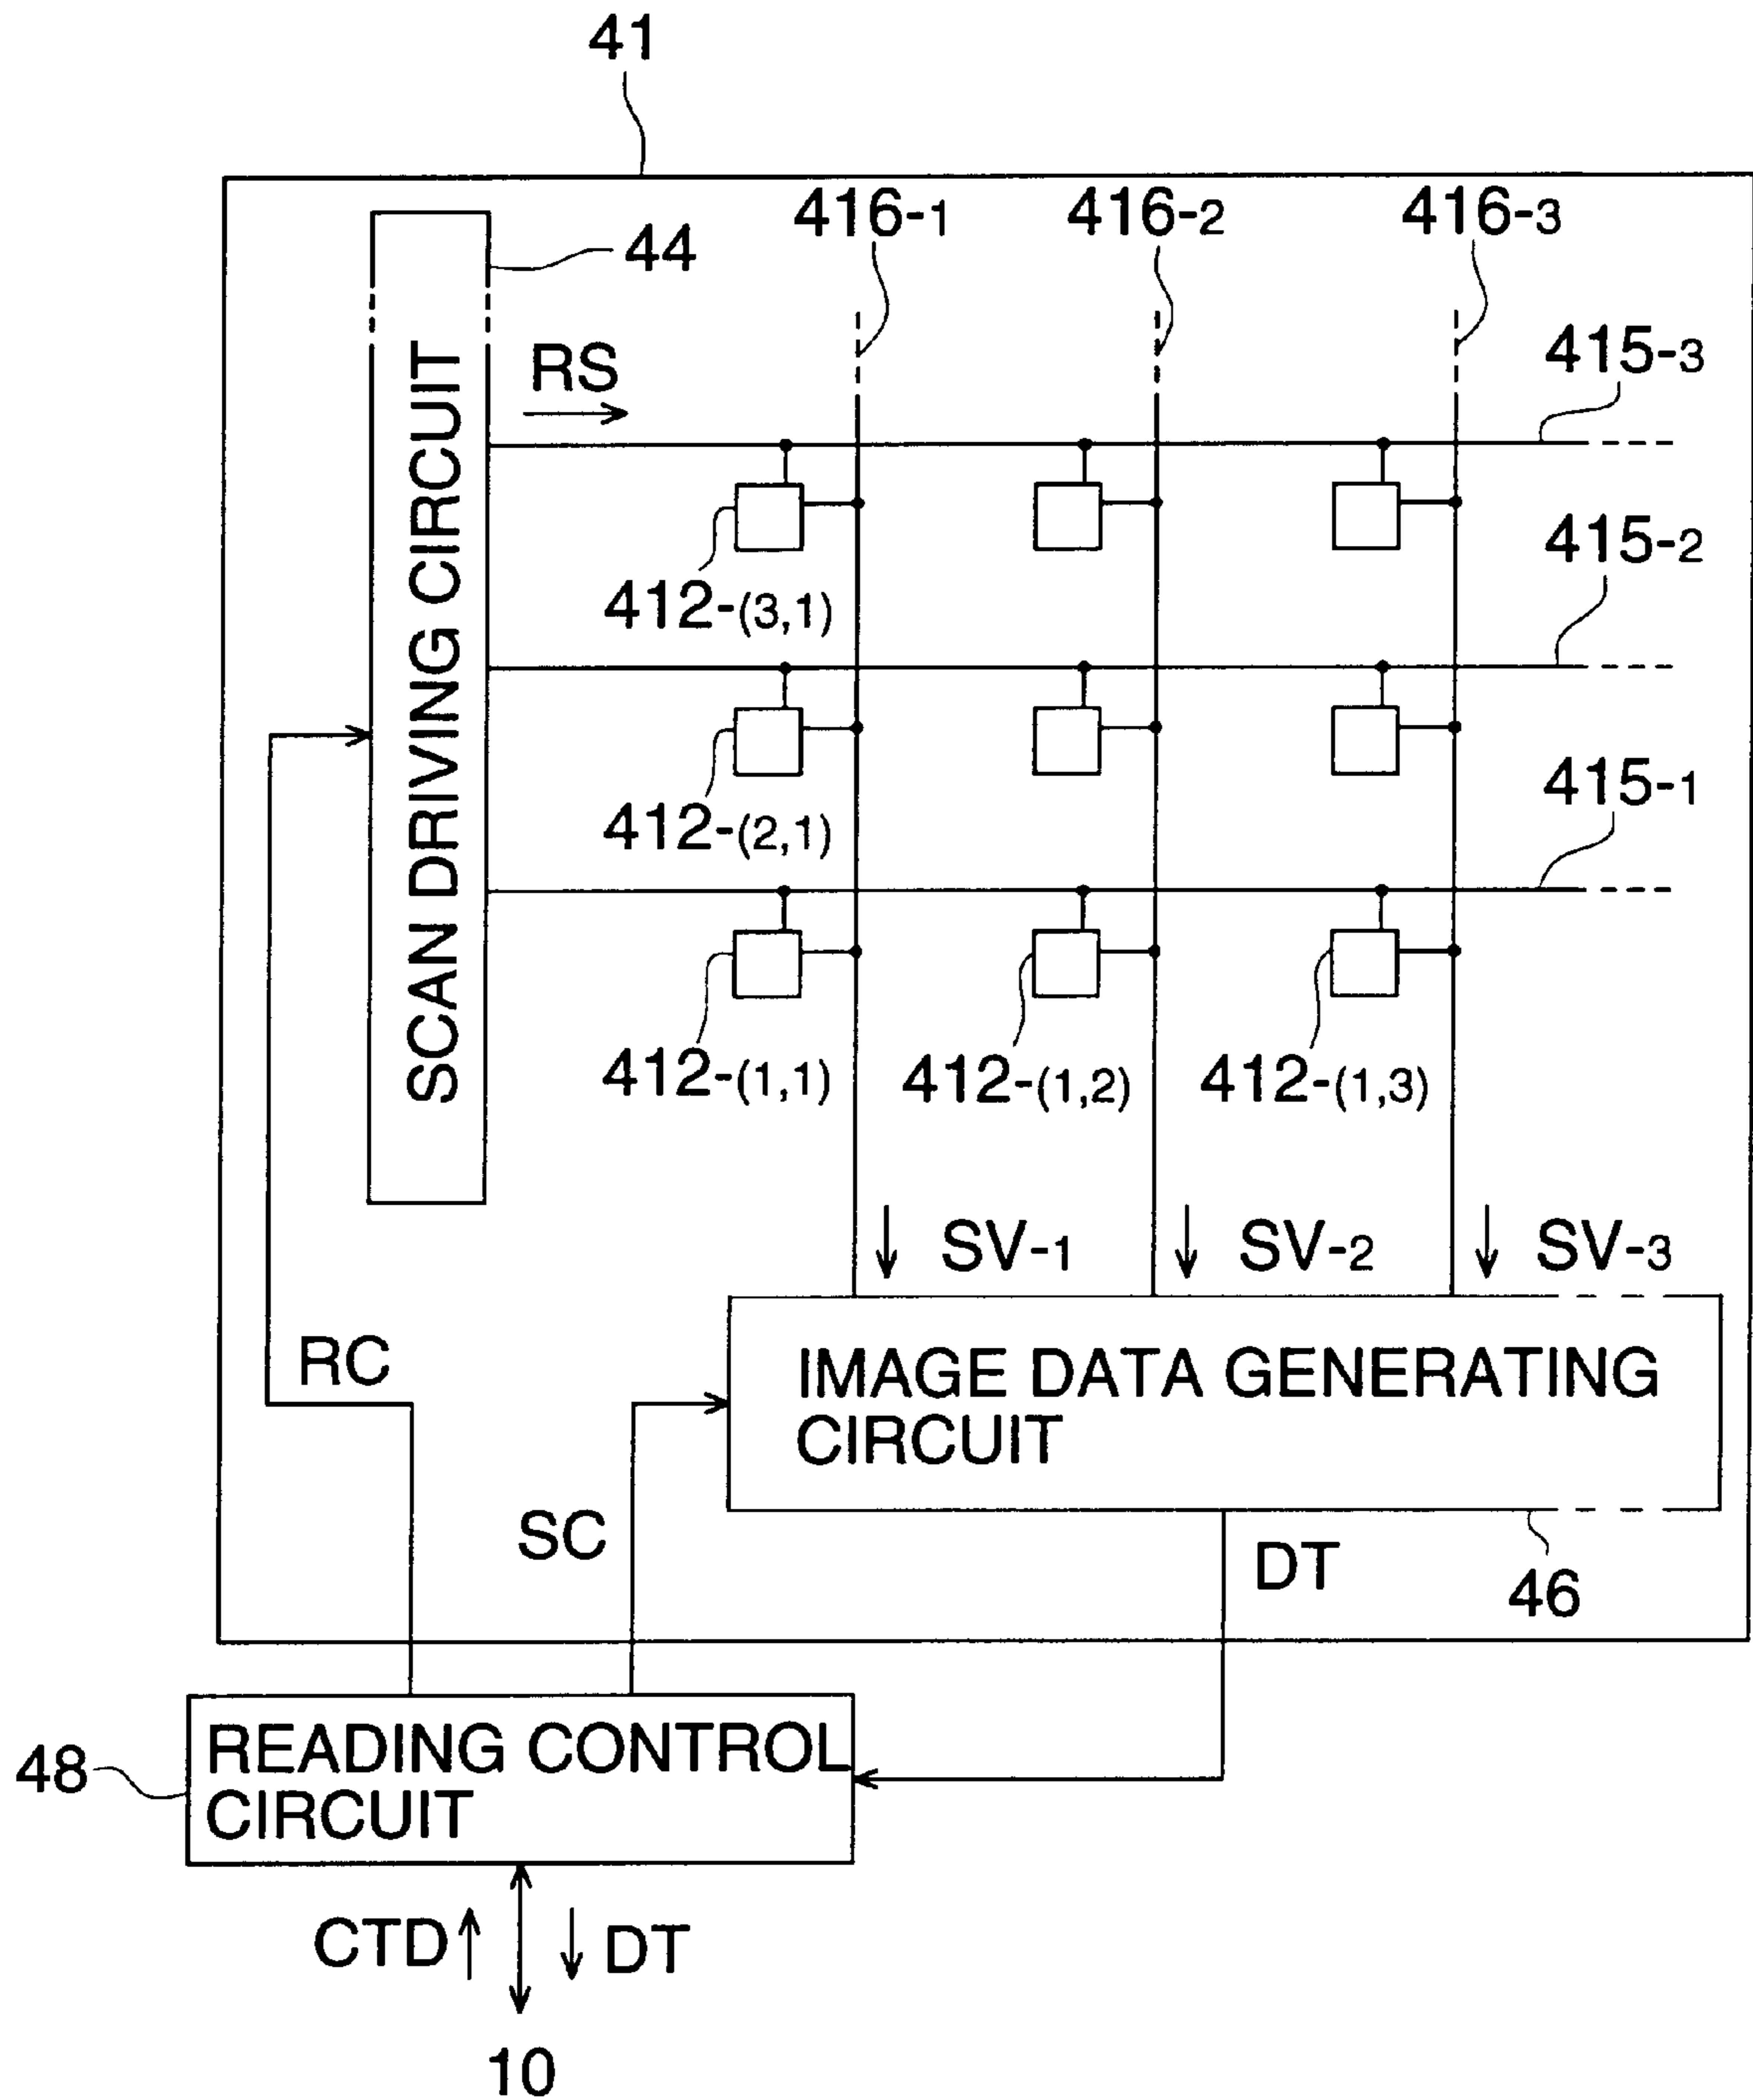 41
416-1 416-2 416-3
44
415-3
RS
SCAN DRIVING CIRCUIT
415-2
412-(3,1)
415-1
412-(2,1)
412-(1,1) 412-(1,2) 412-(1,3)
SV-1 SV-2 SV-3
RC
IMAGE DATA GENERATING
CIRCUIT
SC
DT
46
READING CONTROL
CIRCUIT
48
CTD DT
10